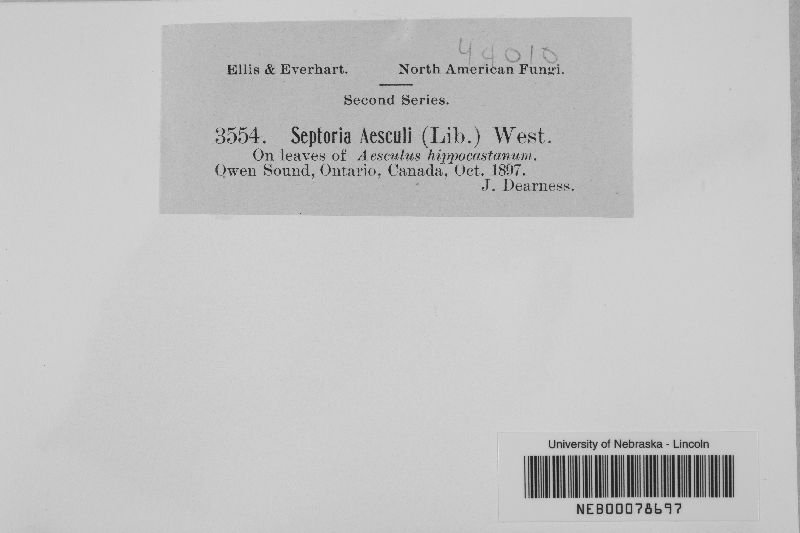 44010
Ellis & Everhart. North American Fungi.
Second Series.
3554. Septoria Aesculi (Lib.) West.
On leaves of Aesculus hippocastanum.
Owen Sound, Ontario, Canada, Oct. 1897.
J. Dearness.
University of Nebraska - Lincoln
NEB00078697